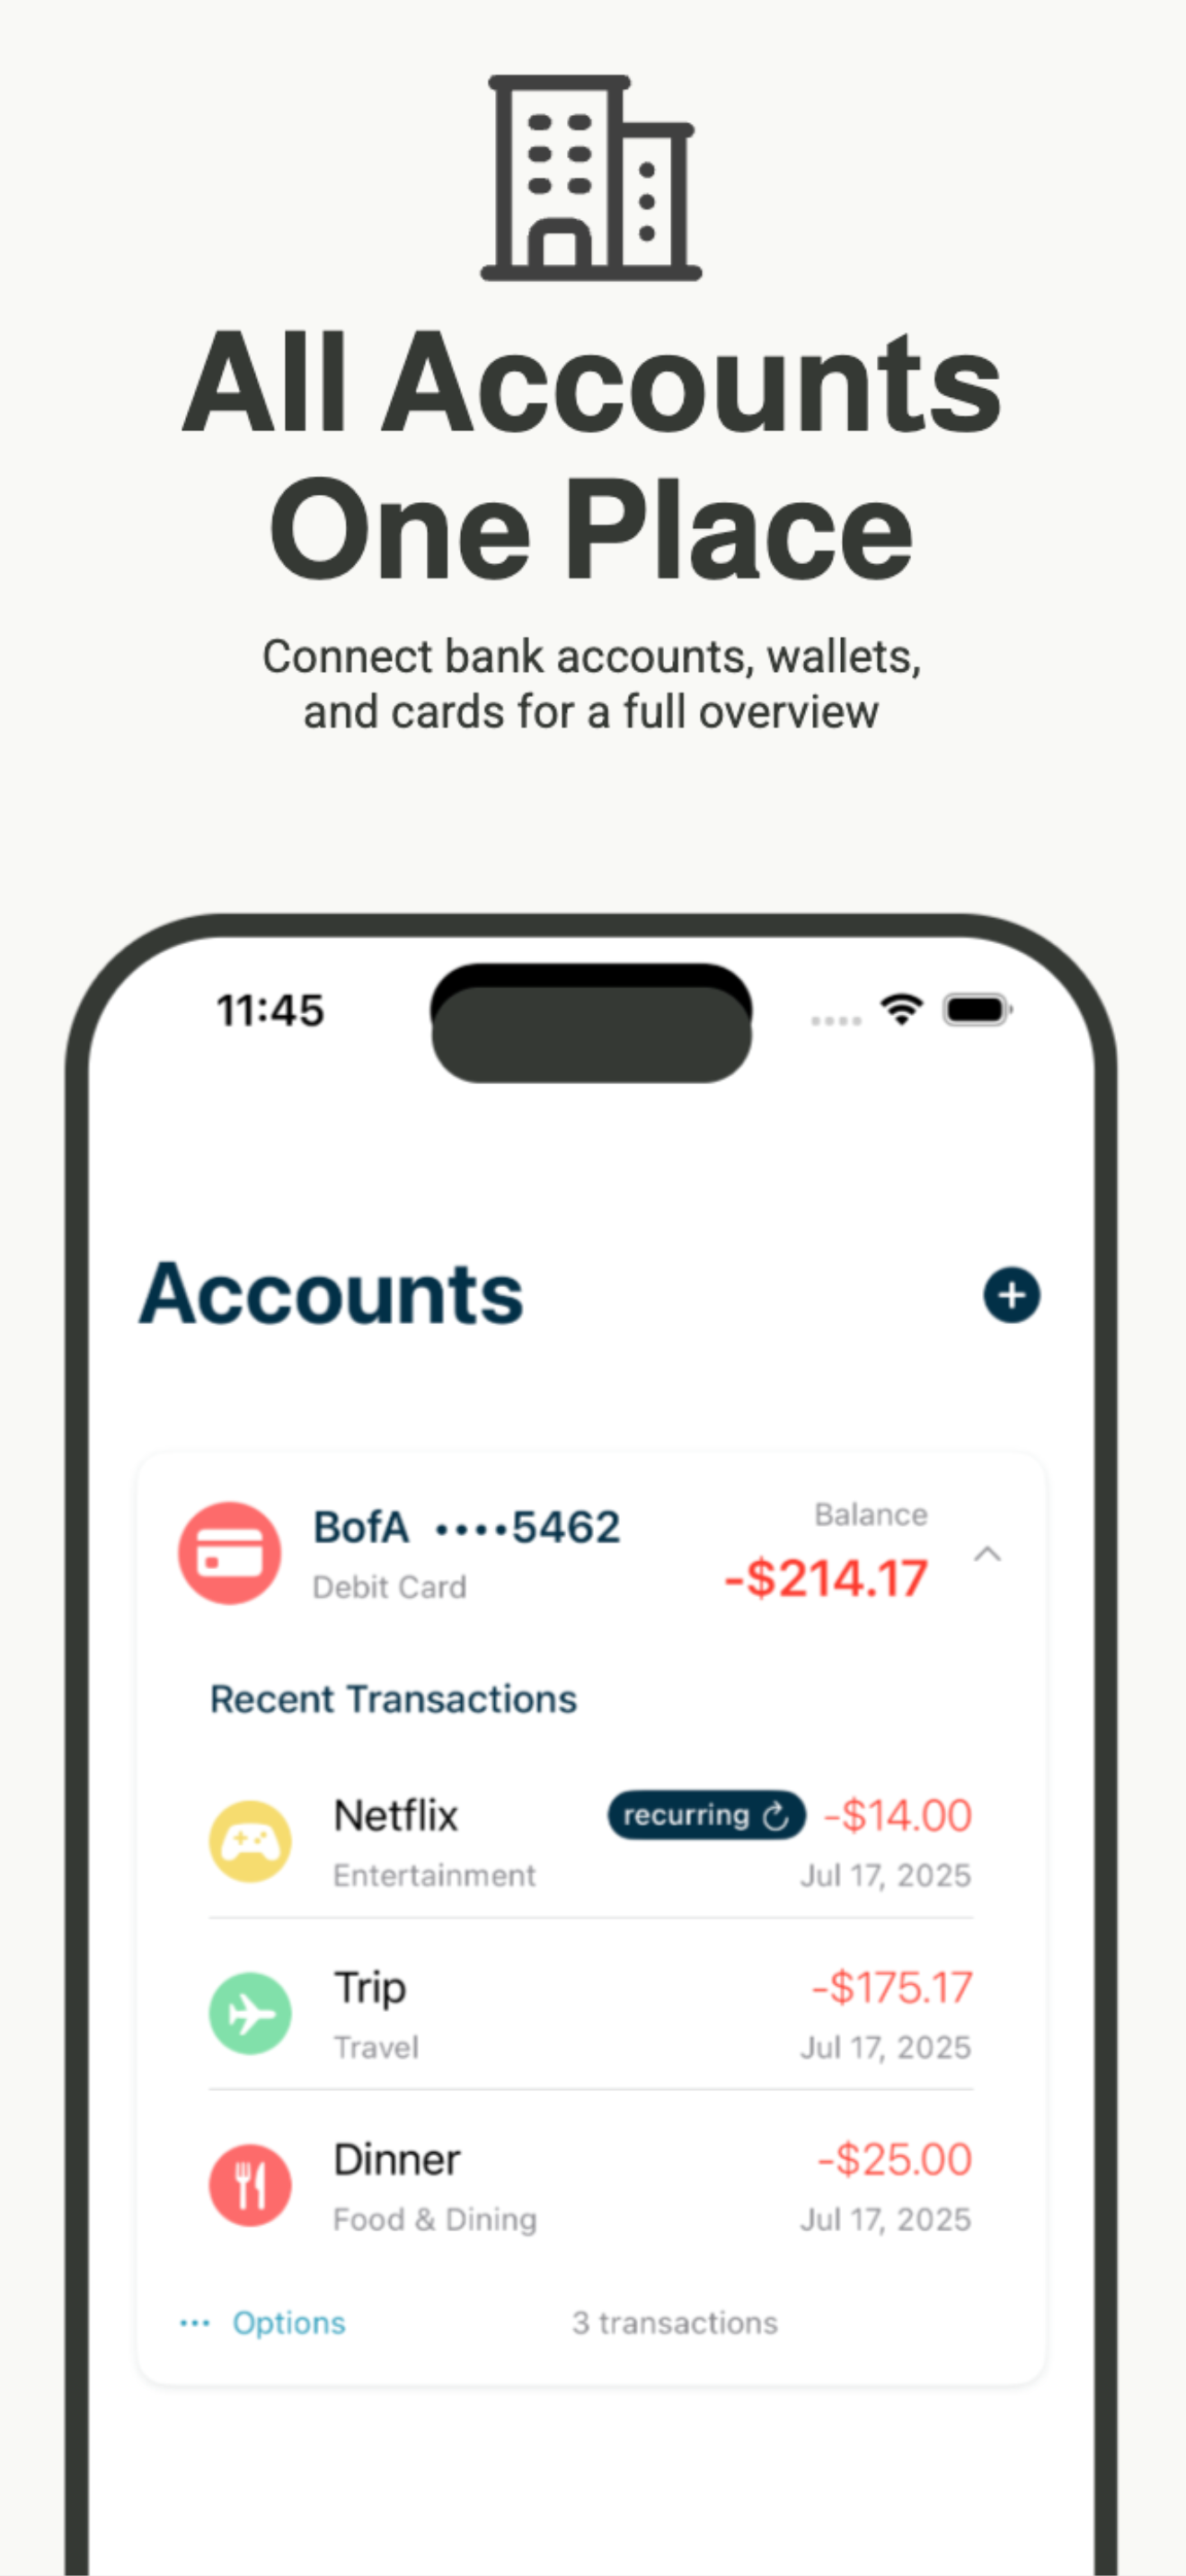 All Accounts
One Place
Connect bank accounts, wallets,
and cards for a full overview
11:45
Accounts
BofA ••••5462
Balance
Debit Card
-$214.17
Recent Transactions
Netflix recurring -$14.00
Entertainment Jul 17, 2025
Trip -$175.17
Travel Jul 17, 2025
Dinner -$25.00
Food & Dining Jul 17, 2025
••• Options 3 transactions